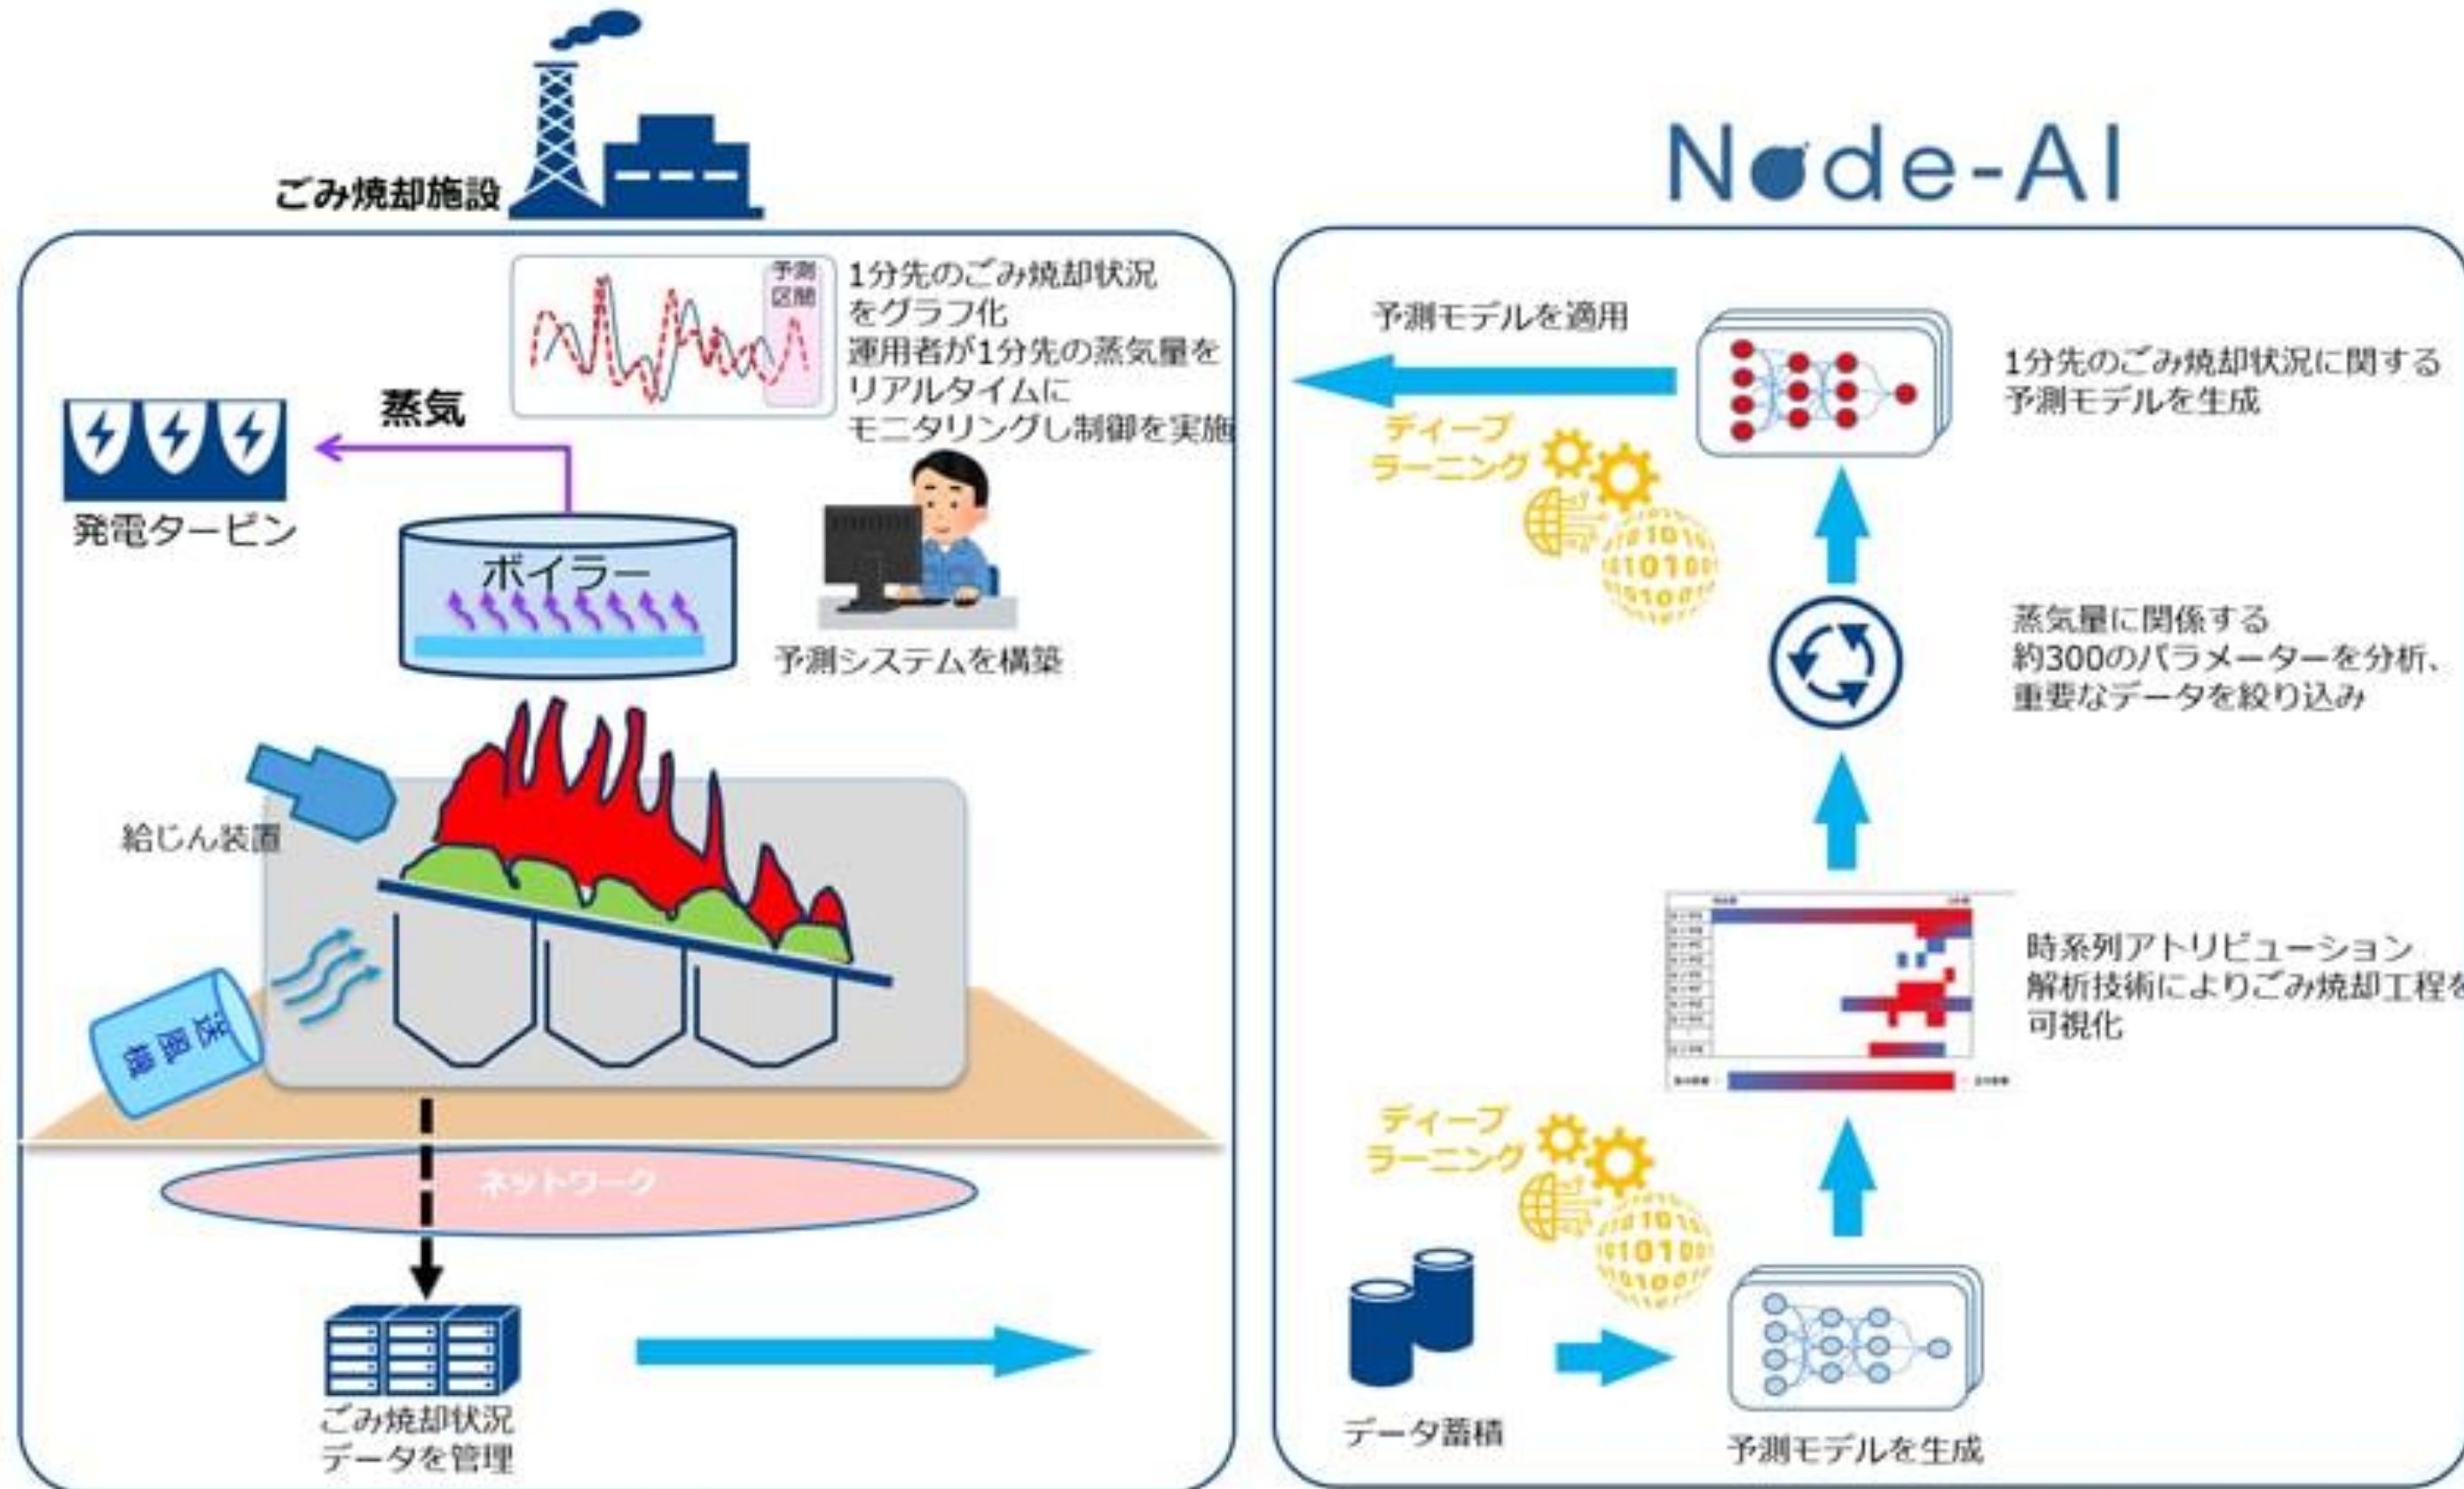 ごみ焼却施設
予測
区間
1分先のごみ焼却状況
をグラフ化
運用者が1分先の蒸気量を
リアルタイムに
モニタリングし制御を実施
蒸気
発電タービン
ボイラー
予測システムを構築
給じん装置
送風機
ネットワーク
ごみ焼却状況
データを管理
Node-AI
予測モデルを適用
1分先のごみ焼却状況に関する
予測モデルを生成
ディープ
ラーニング
10101
101001
01010
蒸気量に関係する
約300のパラメーターを分析、
重要なデータを絞り込み
時系列アトリビューション
解析技術によりごみ焼却工程を
可視化
ディープ
ラーニング
データ蓄積
予測モデルを生成